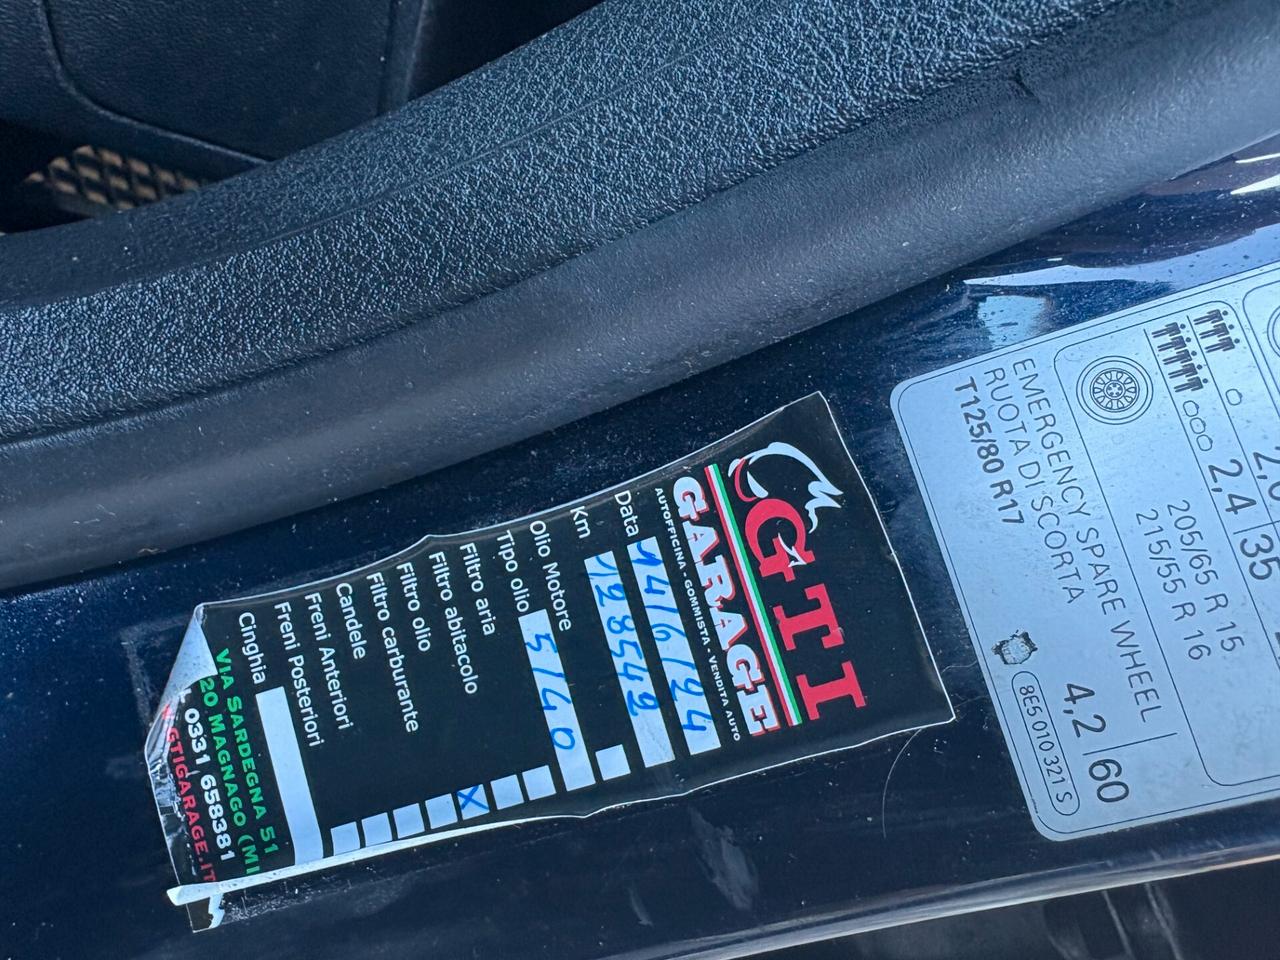 GTI
GARAGE
AUTOFFICINA - GOMMISTA - VENDITA AUTO
Data 14/6/24
Km 128542
Olio Motore
Tipo olio 5/40
Filtro aria
Filtro abitacolo
Filtro olio X
Filtro carburante
Candele
Freni Aniteriori
Freni Posteriori
Cinghia
VIA SARDEGNA 51
20 MAGNAGO (MI
0331 658381
GTIGARAGE.IT
2,4 35
205/65 R 15
215/55 R 16
EMERGENCY SPARE WHEEL
RUOTA DI SCORTA
T125/80 R17
4,2 60
8E5 010 321 S